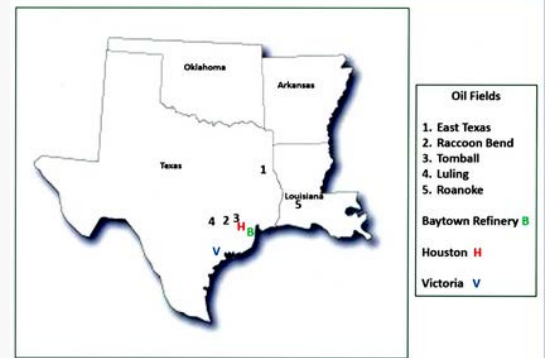 Oklahoma
Arkansas
Texas
1
Louisiana
5
4 2 3
H
B
V
Oil Fields
1. East Texas
2. Raccoon Bend
3. Tomball
4. Luling
5. Roanoke
Baytown Refinery B
Houston H
Victoria V